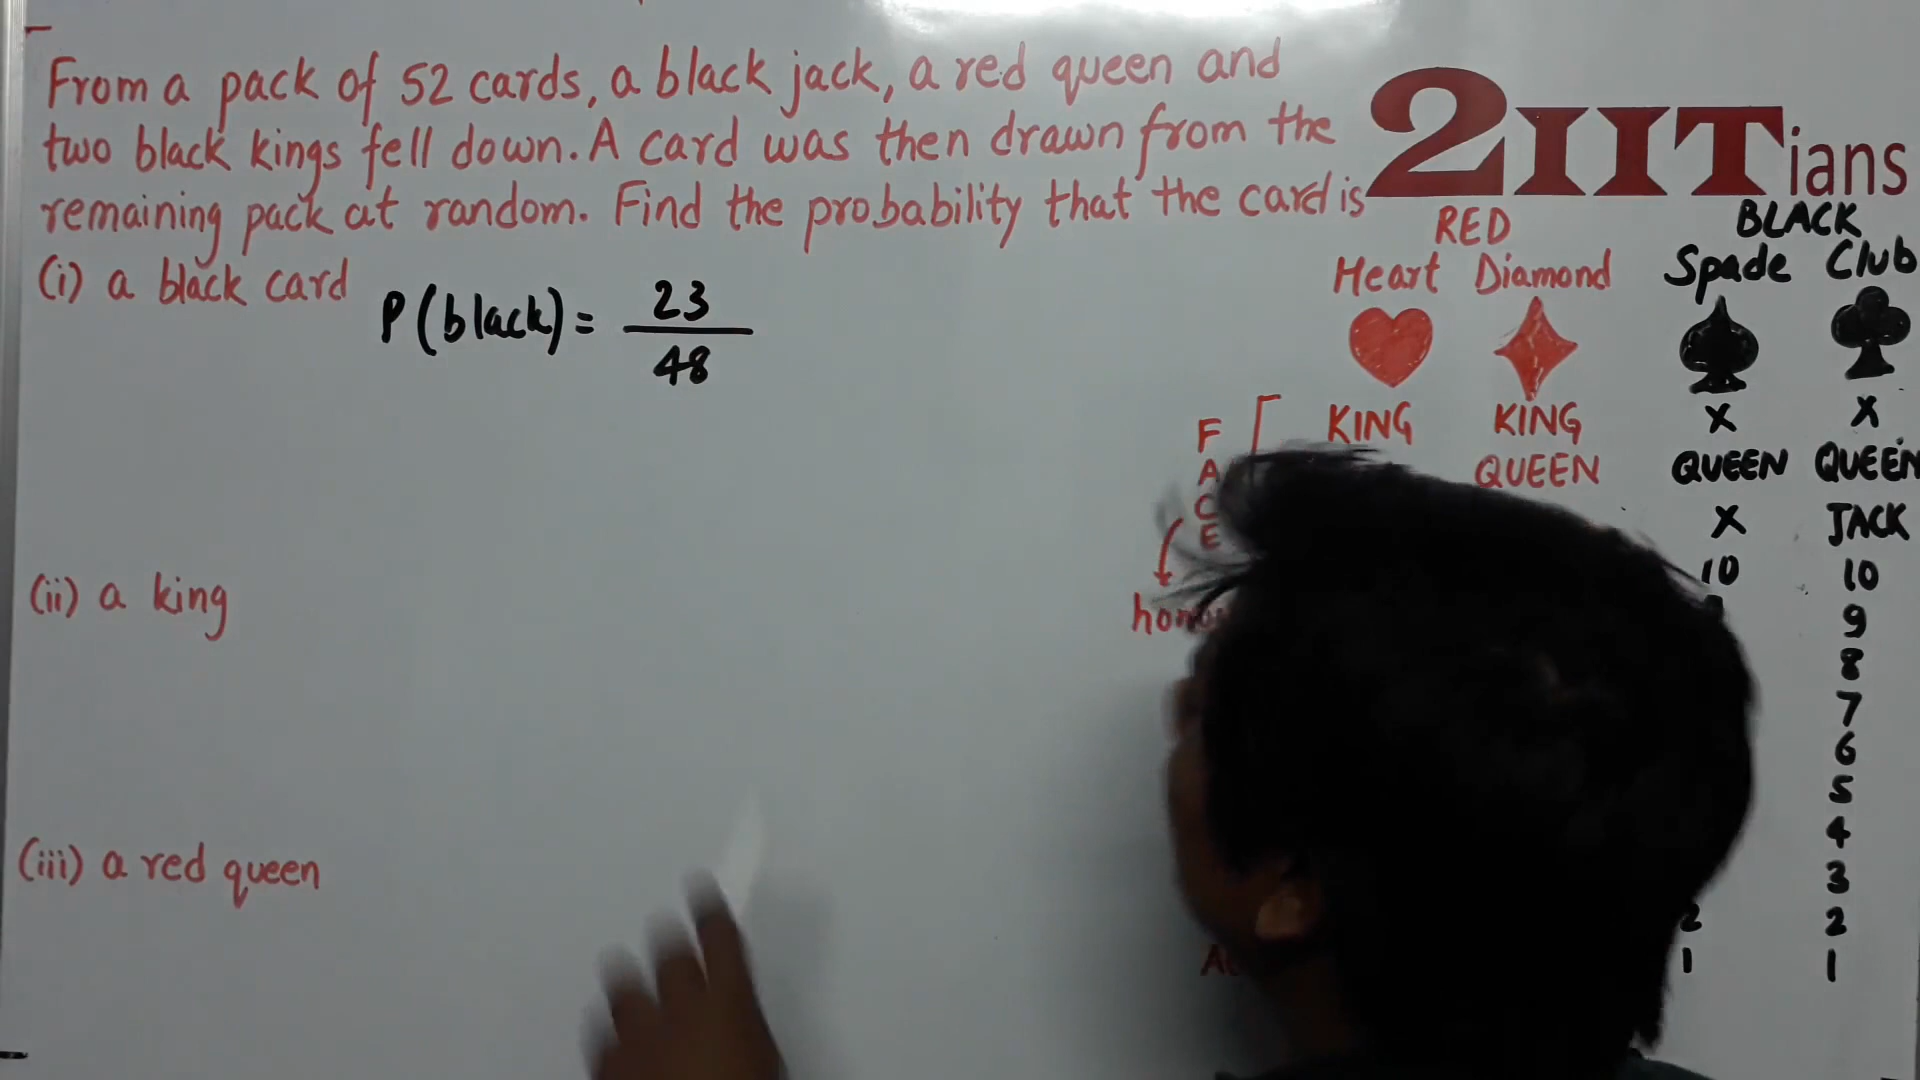 From a pack of 52 cards, a black jack, a red queen and
two black kings fell down. A card was then drawn from the
remaining pack at random. Find the probability that the card is
(i) a black card
P(black) = 23
48
(ii) a king
(iii) a red queen
2IITians
RED BLACK
Heart Diamond Spade Club
FACE
KING KING X X
QUEEN QUEEN QUEEN
X JACK
10 10
9
8
7
6
5
4
3
2 2
1 1